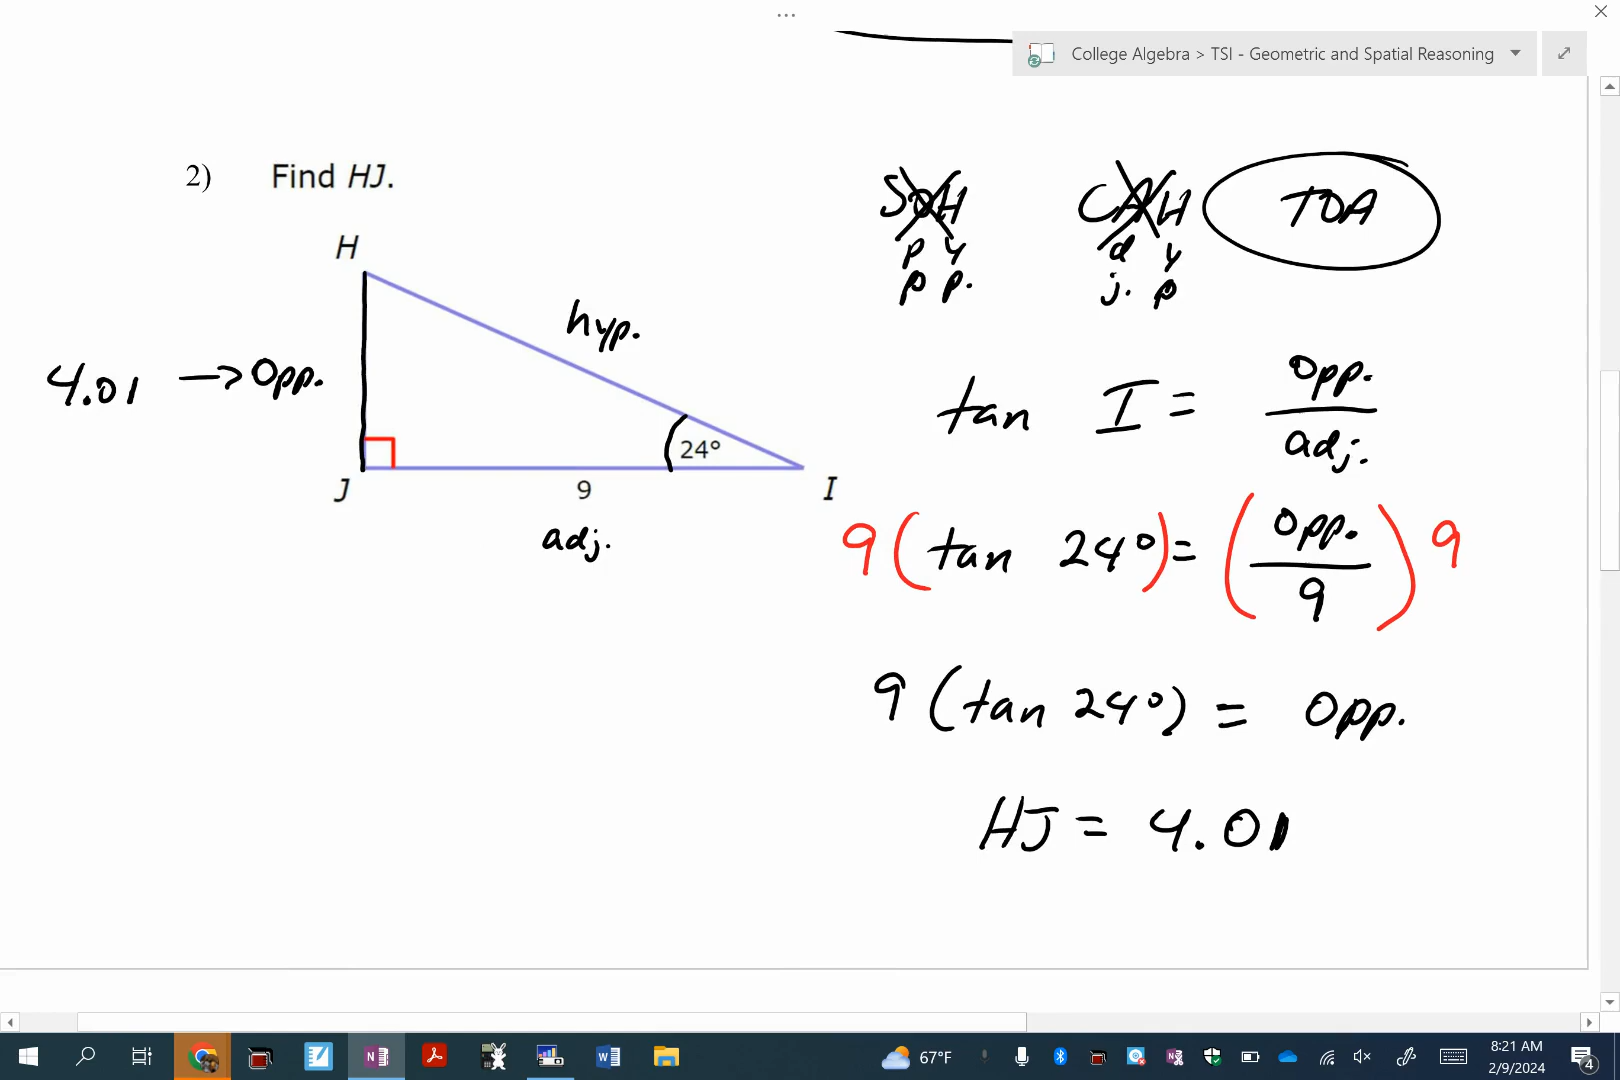 College Algebra > TSI - Geometric and Spatial Reasoning
2) Find HJ.
SOH CAH TOA
p y d y
p p. j. p
H
hyp.
4.01 → Opp.
24°
J 9 I
adj.
tan I = Opp. / adj.
9 (tan 24°) = (Opp. / 9) 9
9 (tan 24°) = Opp.
HJ = 4.01
67°F
8:21 AM
2/9/2024
4